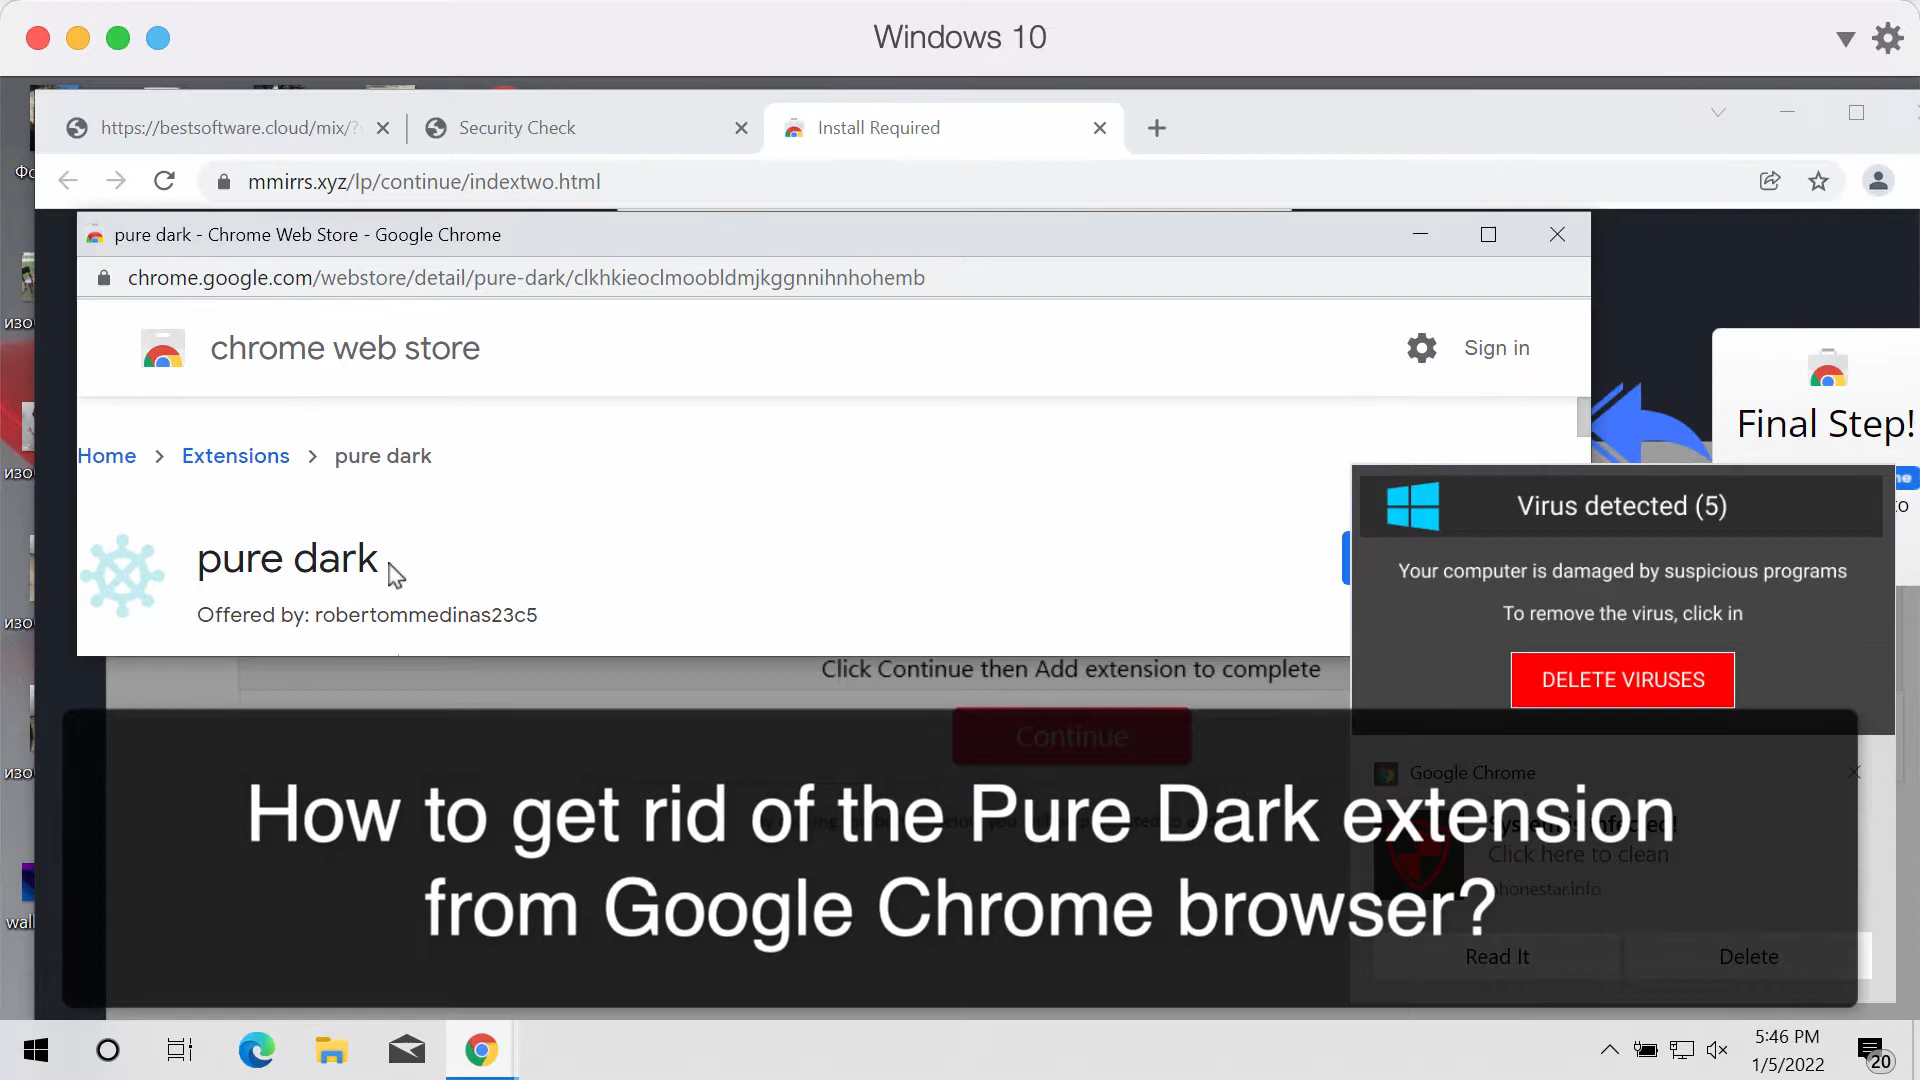 Windows 10
https://bestsoftware.cloud/mix/?
Security Check
Install Required
mmirrs.xyz/lp/continue/indextwo.html
pure dark - Chrome Web Store - Google Chrome
chrome.google.com/webstore/detail/pure-dark/clkhkieoclmoobldmjkggnnihnhohemb
chrome web store
Sign in
Final Step!
Home > Extensions > pure dark
pure dark
Offered by: robertommedinas23c5
Virus detected (5)
Your computer is damaged by suspicious programs
To remove the virus, click in
DELETE VIRUSES
Click Continue then Add extension to complete
Continue
Google Chrome
How to get rid of the Pure Dark extension
from Google Chrome browser?
Click here to clean
Read It
Delete
wall
5:46 PM
1/5/2022
20